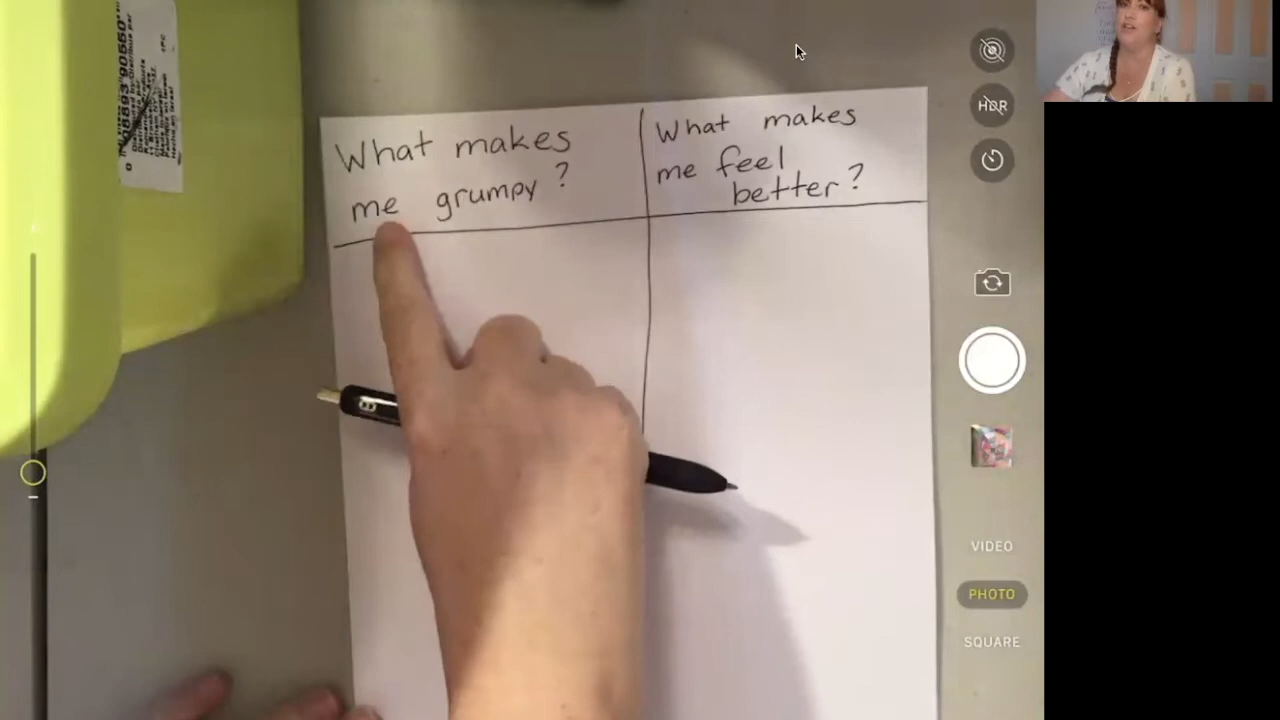 What makes
me grumpy?
What makes
me feel
better?
HDR
VIDEO
PHOTO
SQUARE